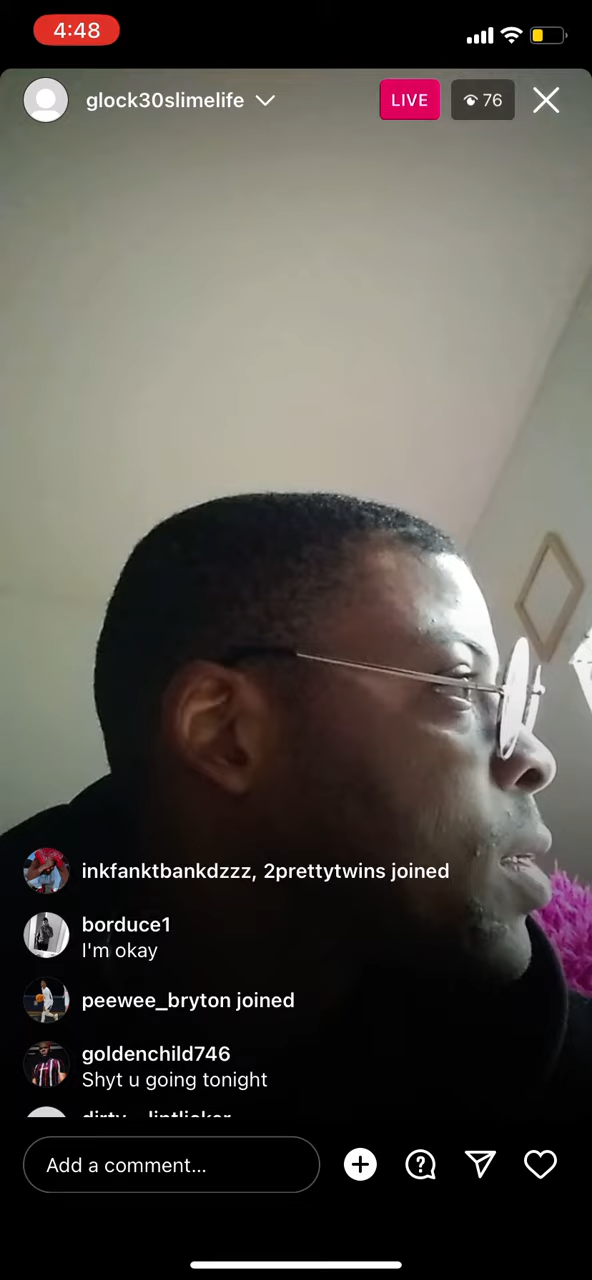 4:48
glock30slimelife
LIVE
76
inkfanktbankdzzz, 2prettytwins joined
borduce1
I'm okay
peewee_bryton joined
goldenchild746
Shyt u going tonight
Add a comment...